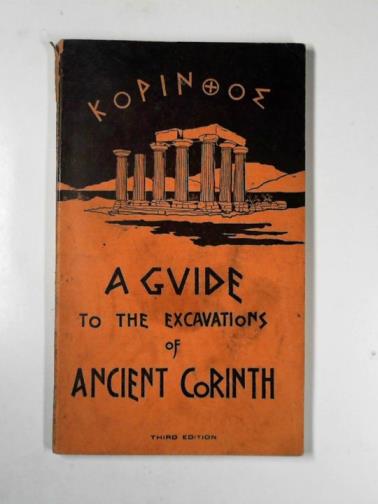 ΚΟΡΙΝΘΟΣ
A GVIDE
TO THE EXCAVATIONS
OF
ANCIENT CORINTH
THIRD EDITION